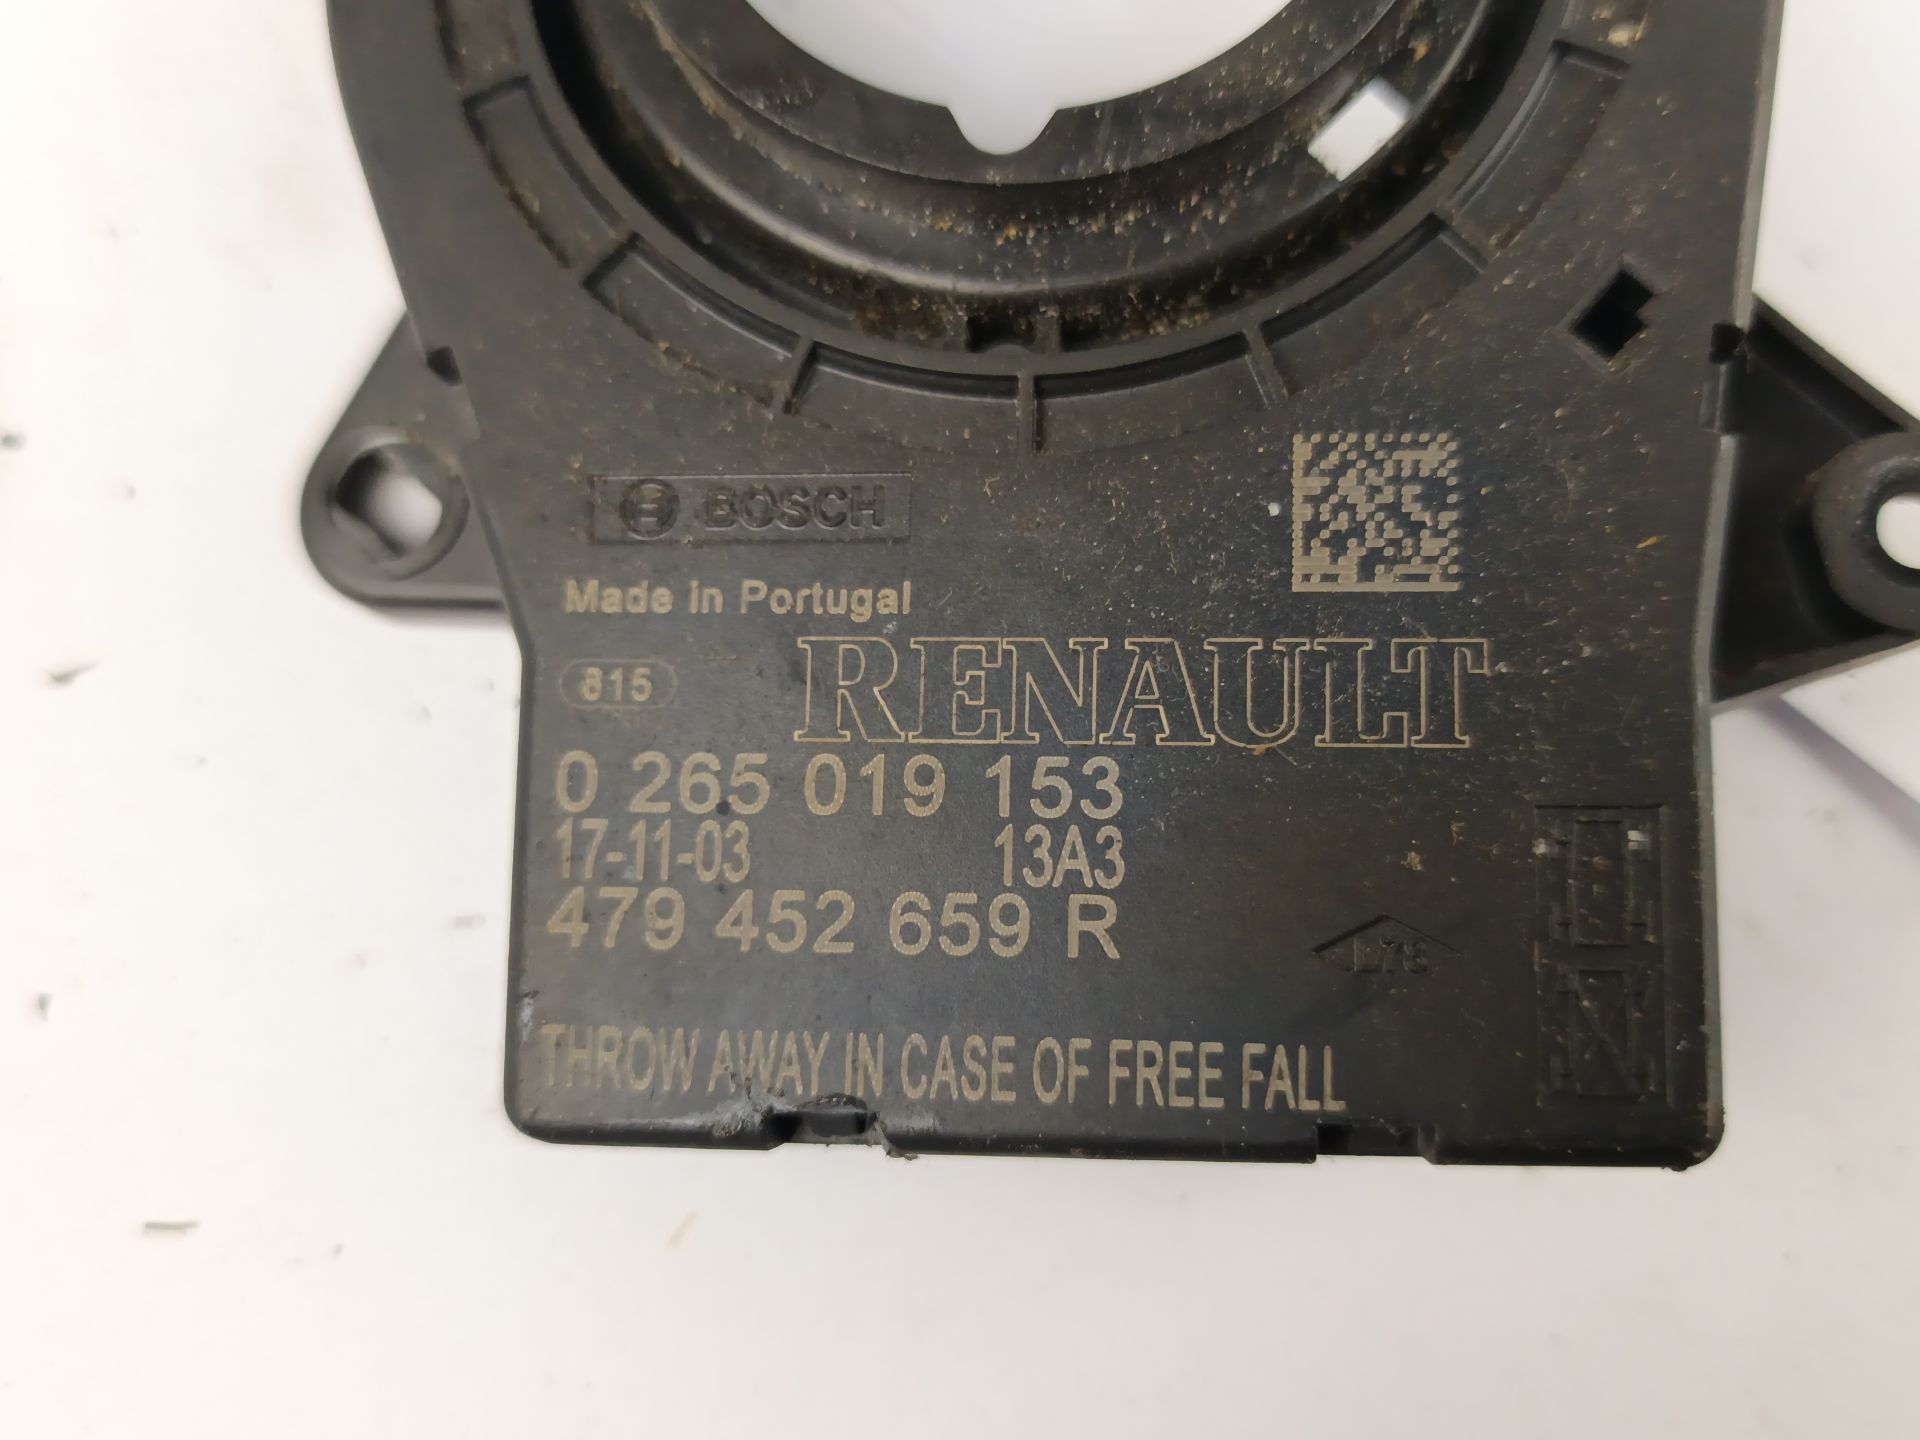 BOSCH
Made in Portugal
815
RENAULT
0 265 019 153
17-11-03 13A3
479 452 659 R
L78
THROW AWAY IN CASE OF FREE FALL